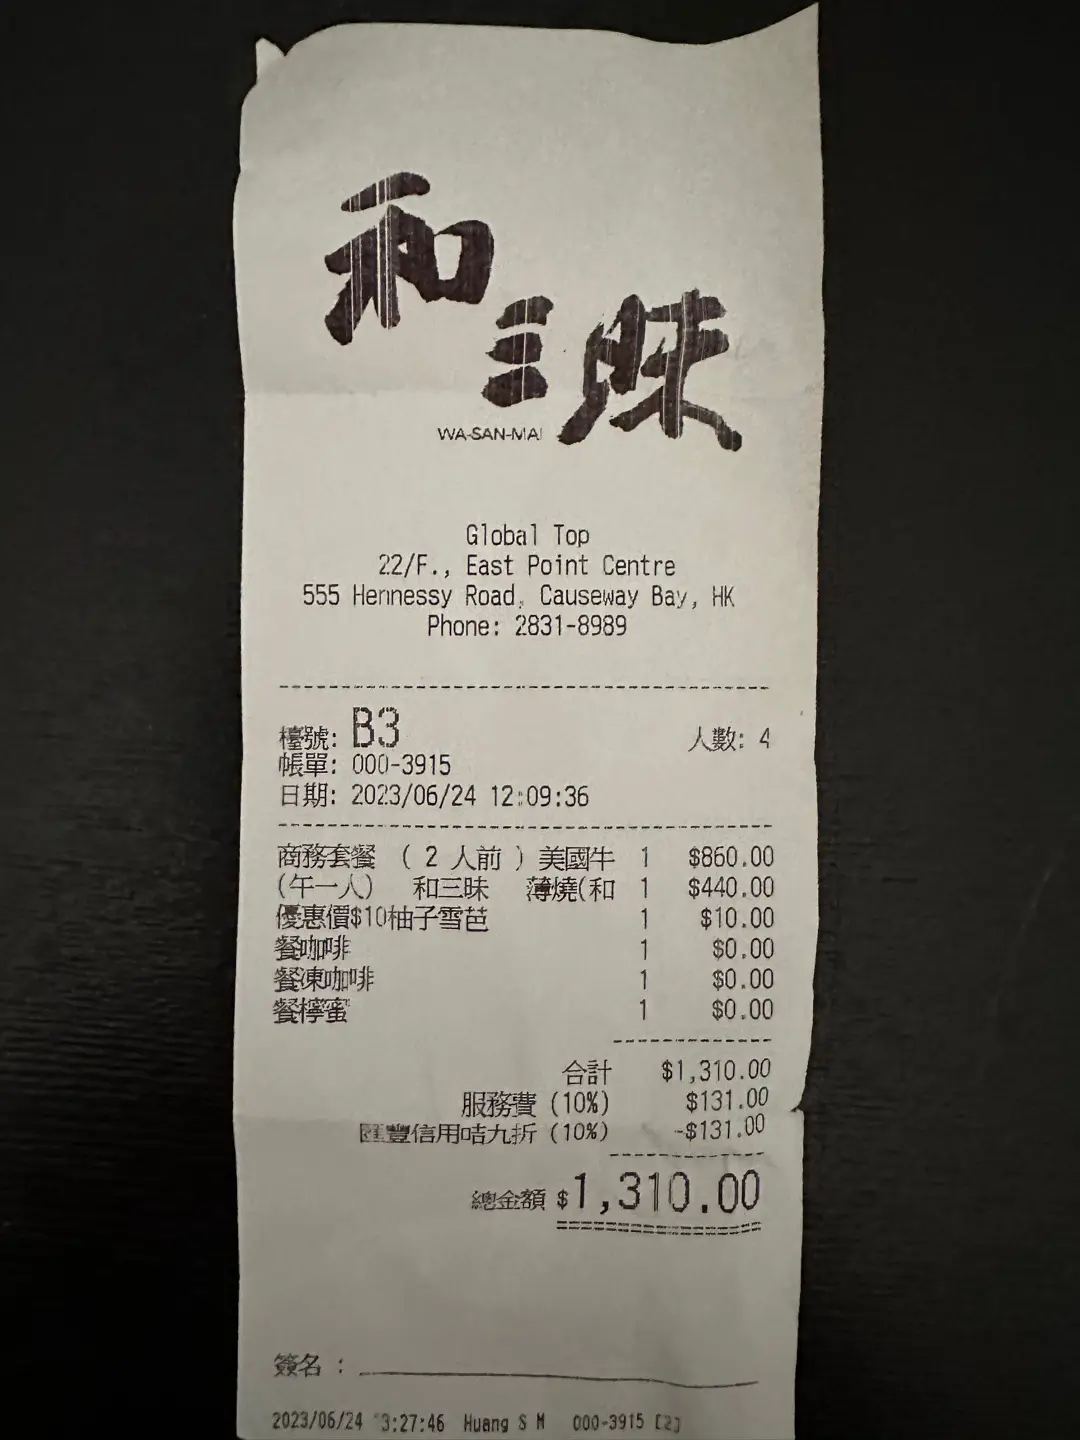 和三昧
WA-SAN-MAI
Global Top
22/F., East Point Centre
555 Hennessy Road, Causeway Bay, HK
Phone: 2831-8989
檯號: B3 人數: 4
帳單: 000-3915
日期: 2023/06/24 12:09:36
商務套餐 ( 2 人前 ) 美國牛 1 $860.00
(午一人) 和三昧 薄燒(和 1 $440.00
優惠價$10柚子雪芭 1 $10.00
餐咖啡 1 $0.00
餐凍咖啡 1 $0.00
餐檸蜜 1 $0.00
合計 $1,310.00
服務費 (10%) $131.00
匯豐信用咭九折 (10%) -$131.00
總金額 $1,310.00
簽名 :
2023/06/24 13:27:46 Huang S M 000-3915 [2]